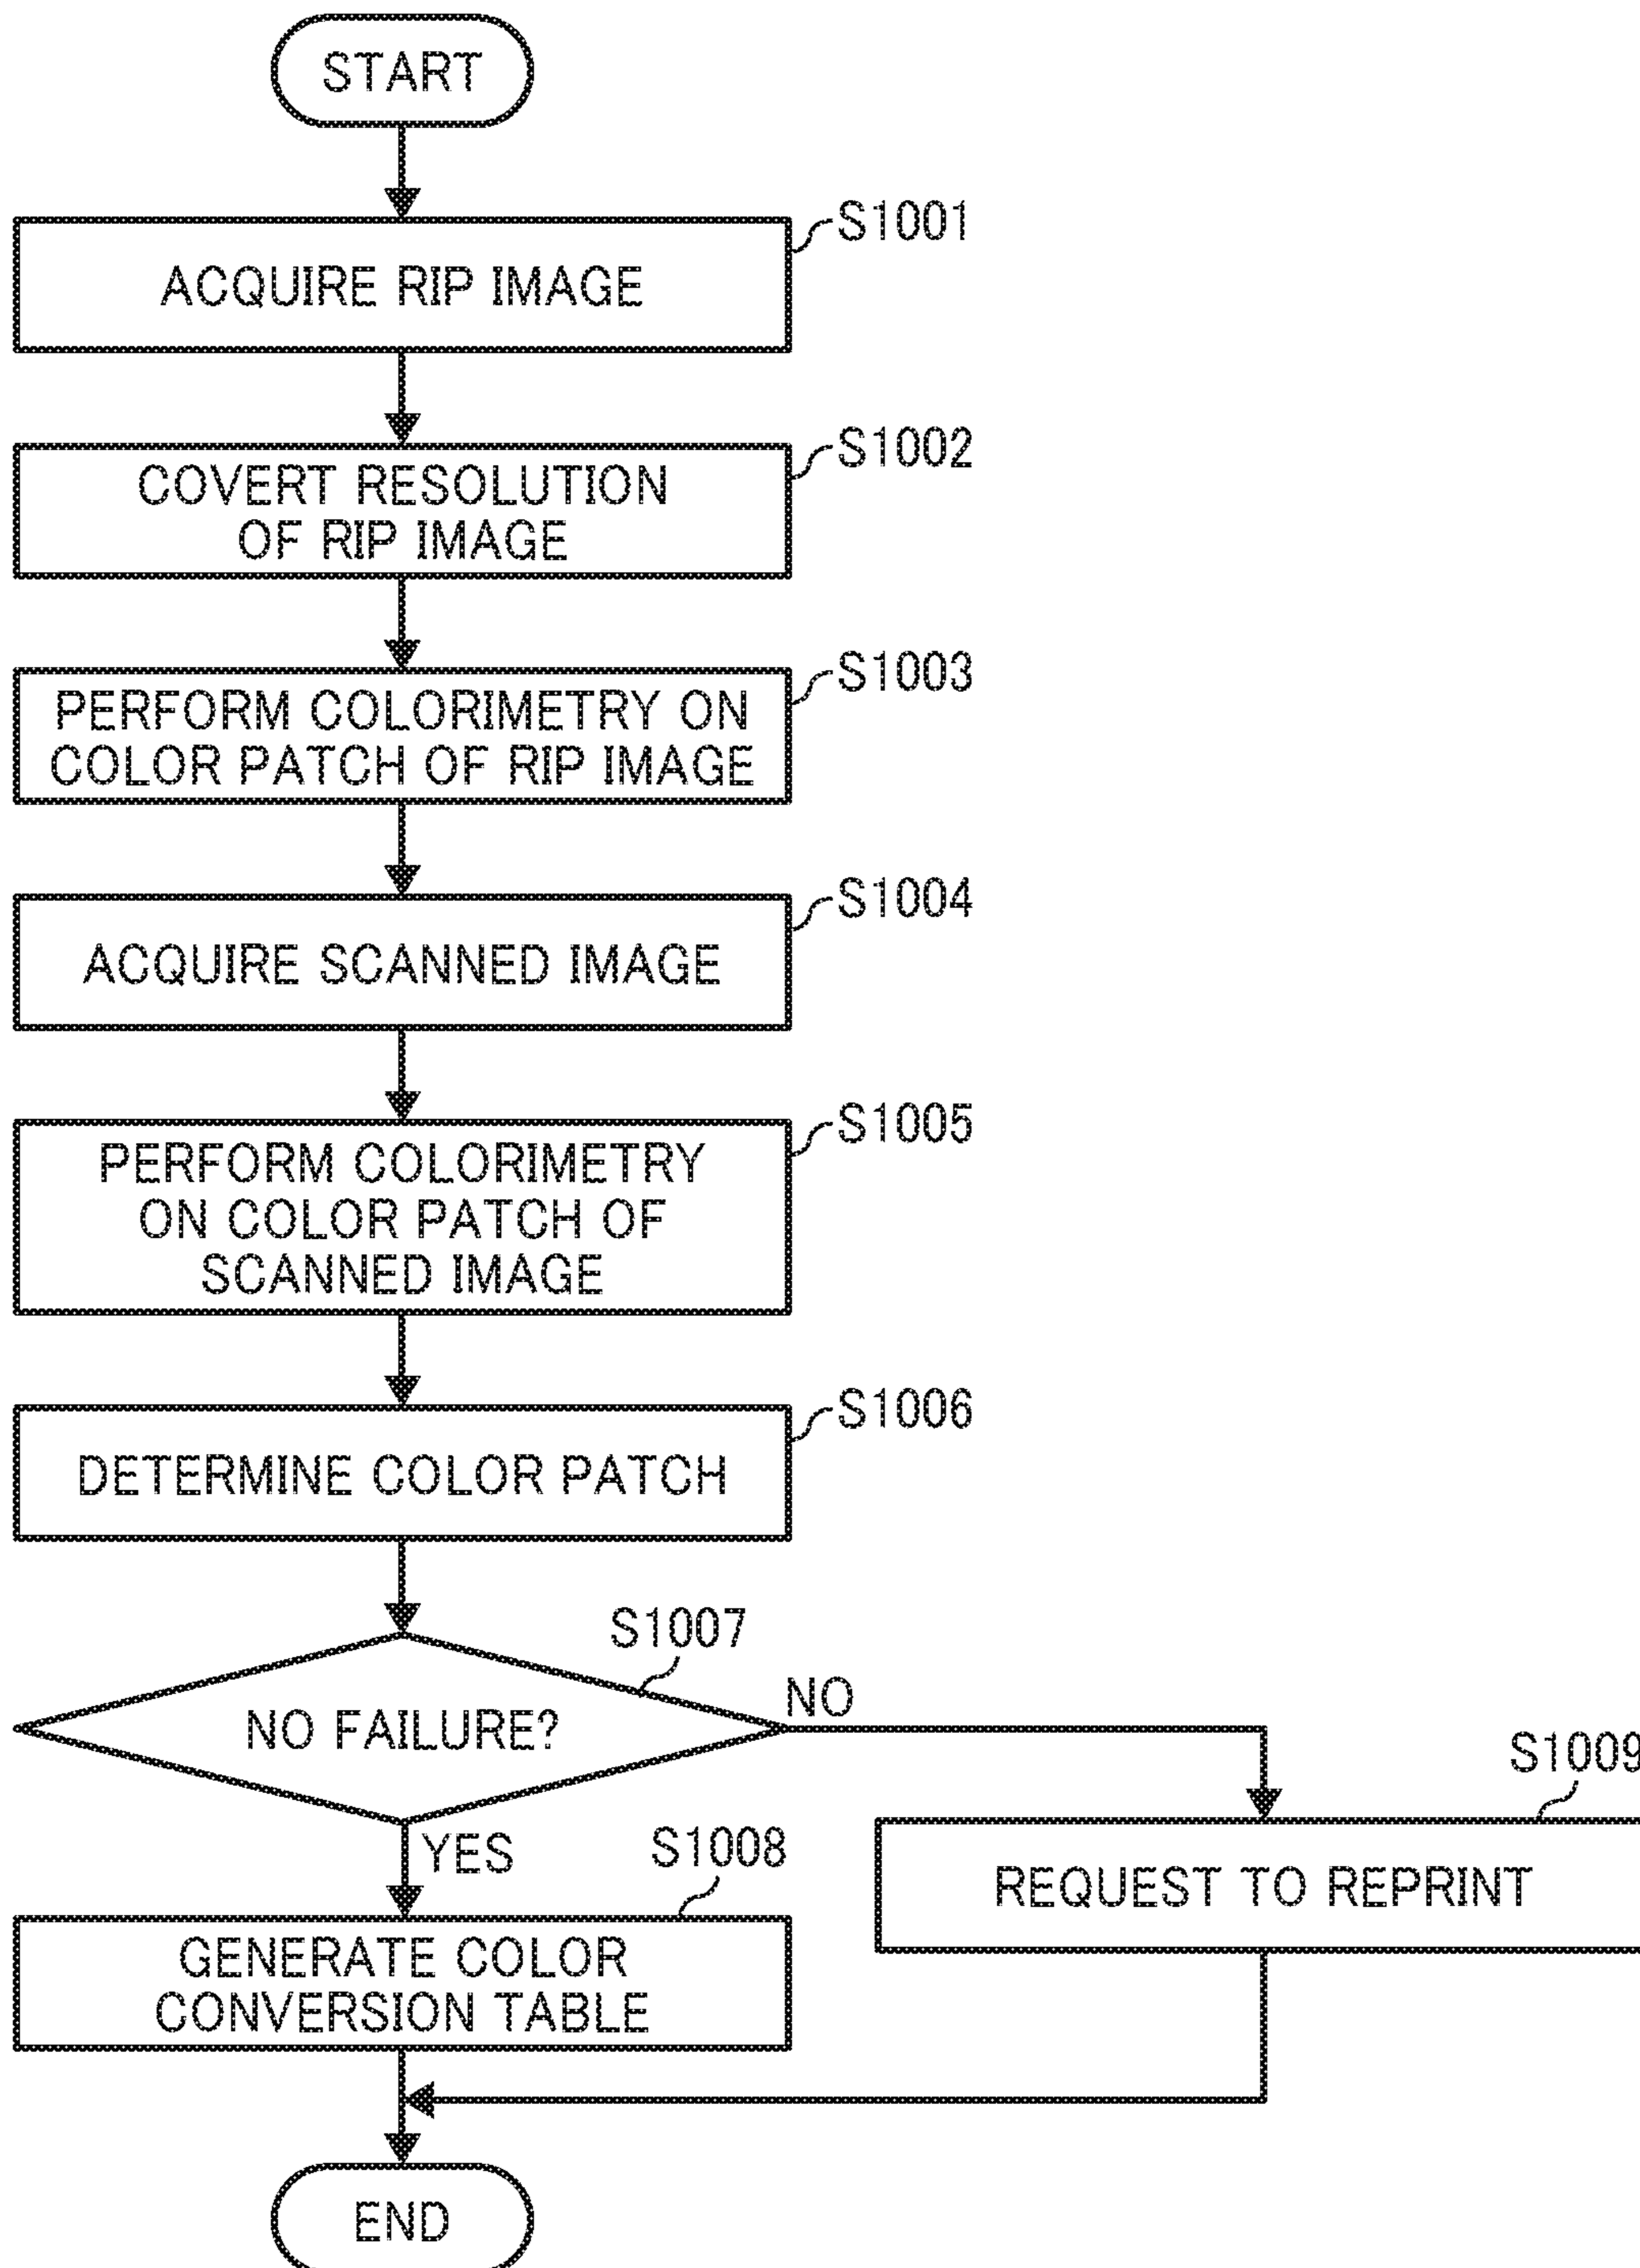 START
S1001
ACQUIRE RIP IMAGE
S1002
COVERT RESOLUTION
OF RIP IMAGE
S1003
PERFORM COLORIMETRY ON
COLOR PATCH OF RIP IMAGE
S1004
ACQUIRE SCANNED IMAGE
S1005
PERFORM COLORIMETRY
ON COLOR PATCH OF
SCANNED IMAGE
S1006
DETERMINE COLOR PATCH
S1007
NO FAILURE?
NO
S1009
REQUEST TO REPRINT
YES
S1008
GENERATE COLOR
CONVERSION TABLE
END